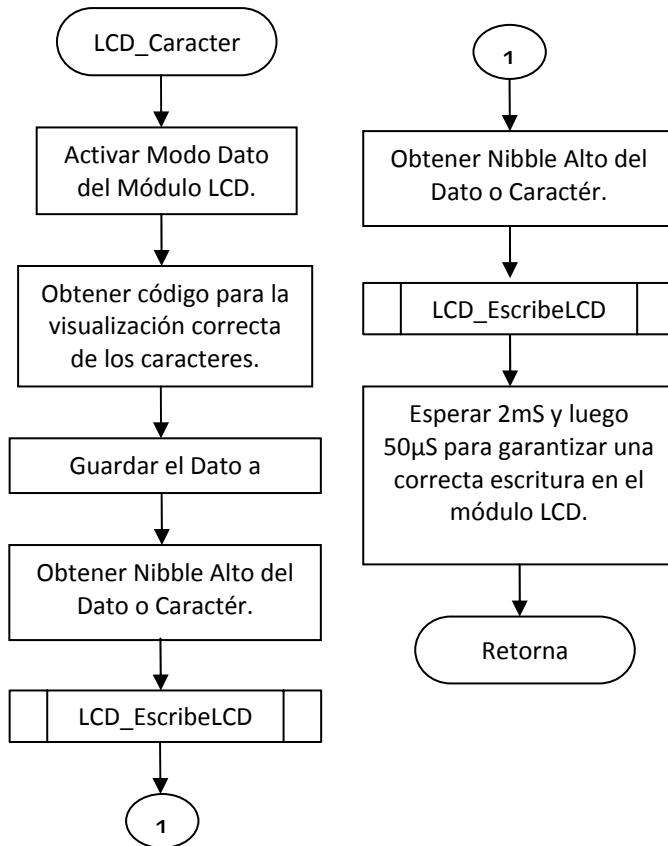 LCD_Caracter
Activar Modo Dato
del Módulo LCD.
Obtener código para la
visualización correcta
de los caracteres.
Guardar el Dato a
Obtener Nibble Alto del
Dato o Caractér.
LCD_EscribeLCD
1
1
Obtener Nibble Alto del
Dato o Caractér.
LCD_EscribeLCD
Esperar 2mS y luego
50µS para garantizar una
correcta escritura en el
módulo LCD.
Retorna